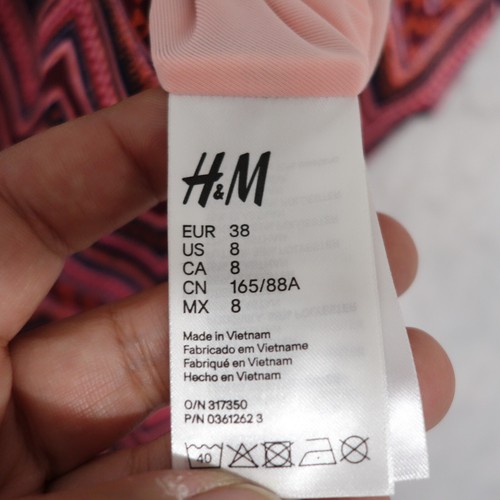 H&M
EUR 38
US 8
CA 8
CN 165/88A
MX 8
Made in Vietnam
Fabricado em Vietname
Fabriqué en Vietnam
Hecho en Vietnam
O/N 317350
P/N 0361262 3
40